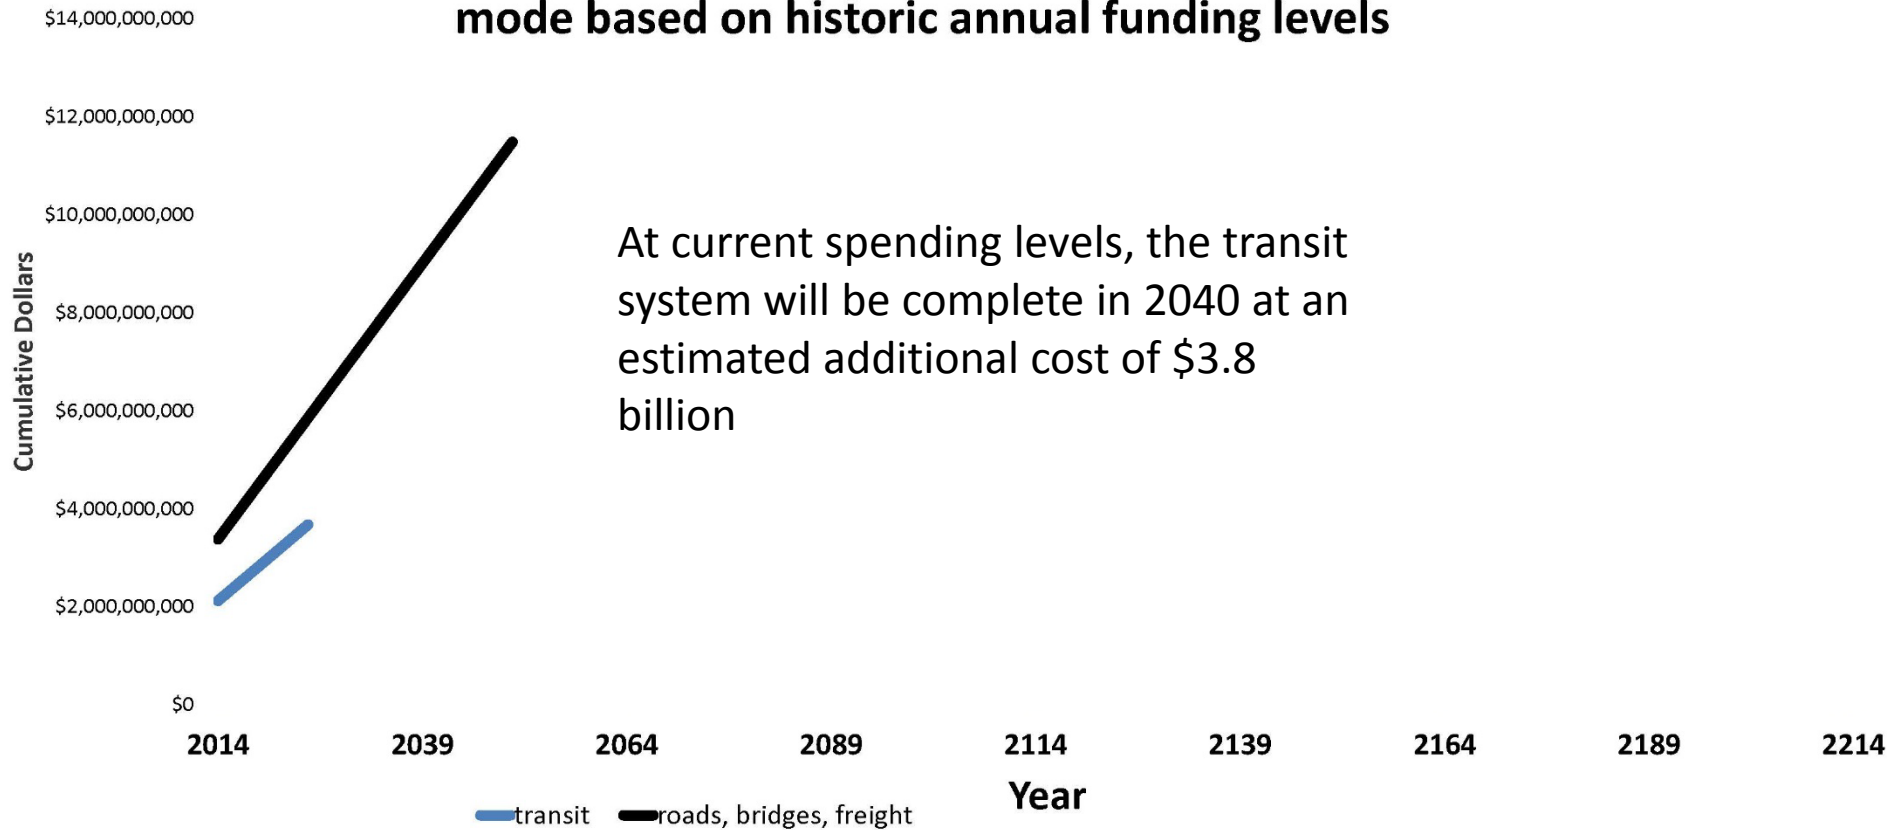 mode based on historic annual funding levels
$14,000,000,000
$12,000,000,000
$10,000,000,000
$8,000,000,000
$6,000,000,000
$4,000,000,000
$2,000,000,000
$0
Cumulative Dollars
At current spending levels, the transit
system will be complete in 2040 at an
estimated additional cost of $3.8
billion
2014 2039 2064 2089 2114 2139 2164 2189 2214
Year
transit roads, bridges, freight